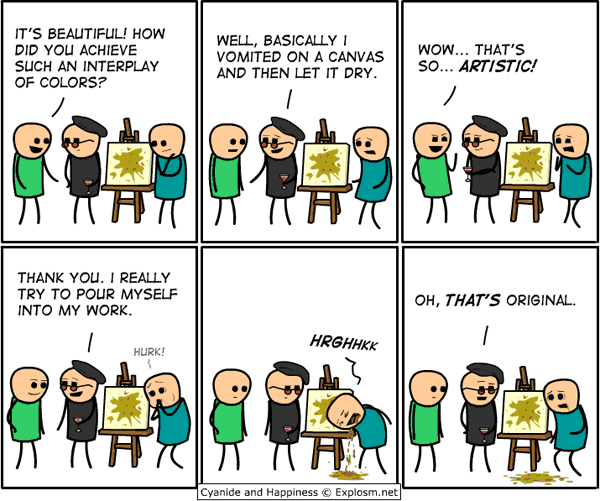 IT'S BEAUTIFUL! HOW
DID YOU ACHIEVE
SUCH AN INTERPLAY
OF COLORS?
WELL, BASICALLY I
VOMITED ON A CANVAS
AND THEN LET IT DRY.
WOW... THAT'S
SO... ARTISTIC!
THANK YOU. I REALLY
TRY TO POUR MYSELF
INTO MY WORK.
HURK!
HRGHHKK
OH, THAT'S ORIGINAL.
Cyanide and Happiness © Explosm.net